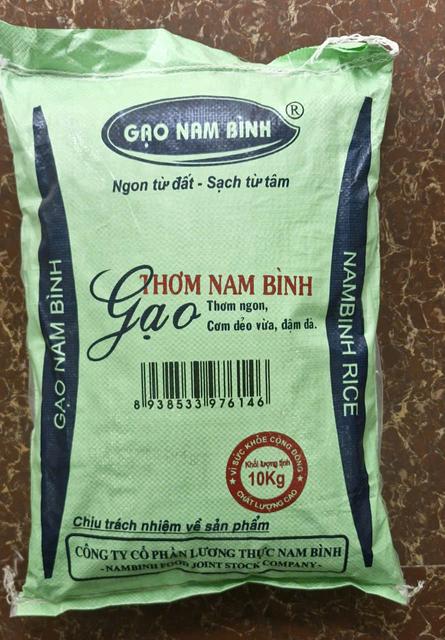 GẠO NAM BÌNH ®
Ngon từ đất - Sạch từ tâm
GẠO NAM BÌNH
NAMBINH RICE
Gạo
THƠM NAM BÌNH
Thơm ngon,
Cơm dẻo vừa, đậm đà.
8 938533 976146
VÌ SỨC KHỎE CỘNG ĐỒNG
Khối lượng tịnh
10Kg
CHẤT LƯỢNG CAO
Chịu trách nhiệm về sản phẩm
CÔNG TY CỔ PHẦN LƯƠNG THỰC NAM BÌNH
- NAMBINH FOOD JOINT STOCK COMPANY -